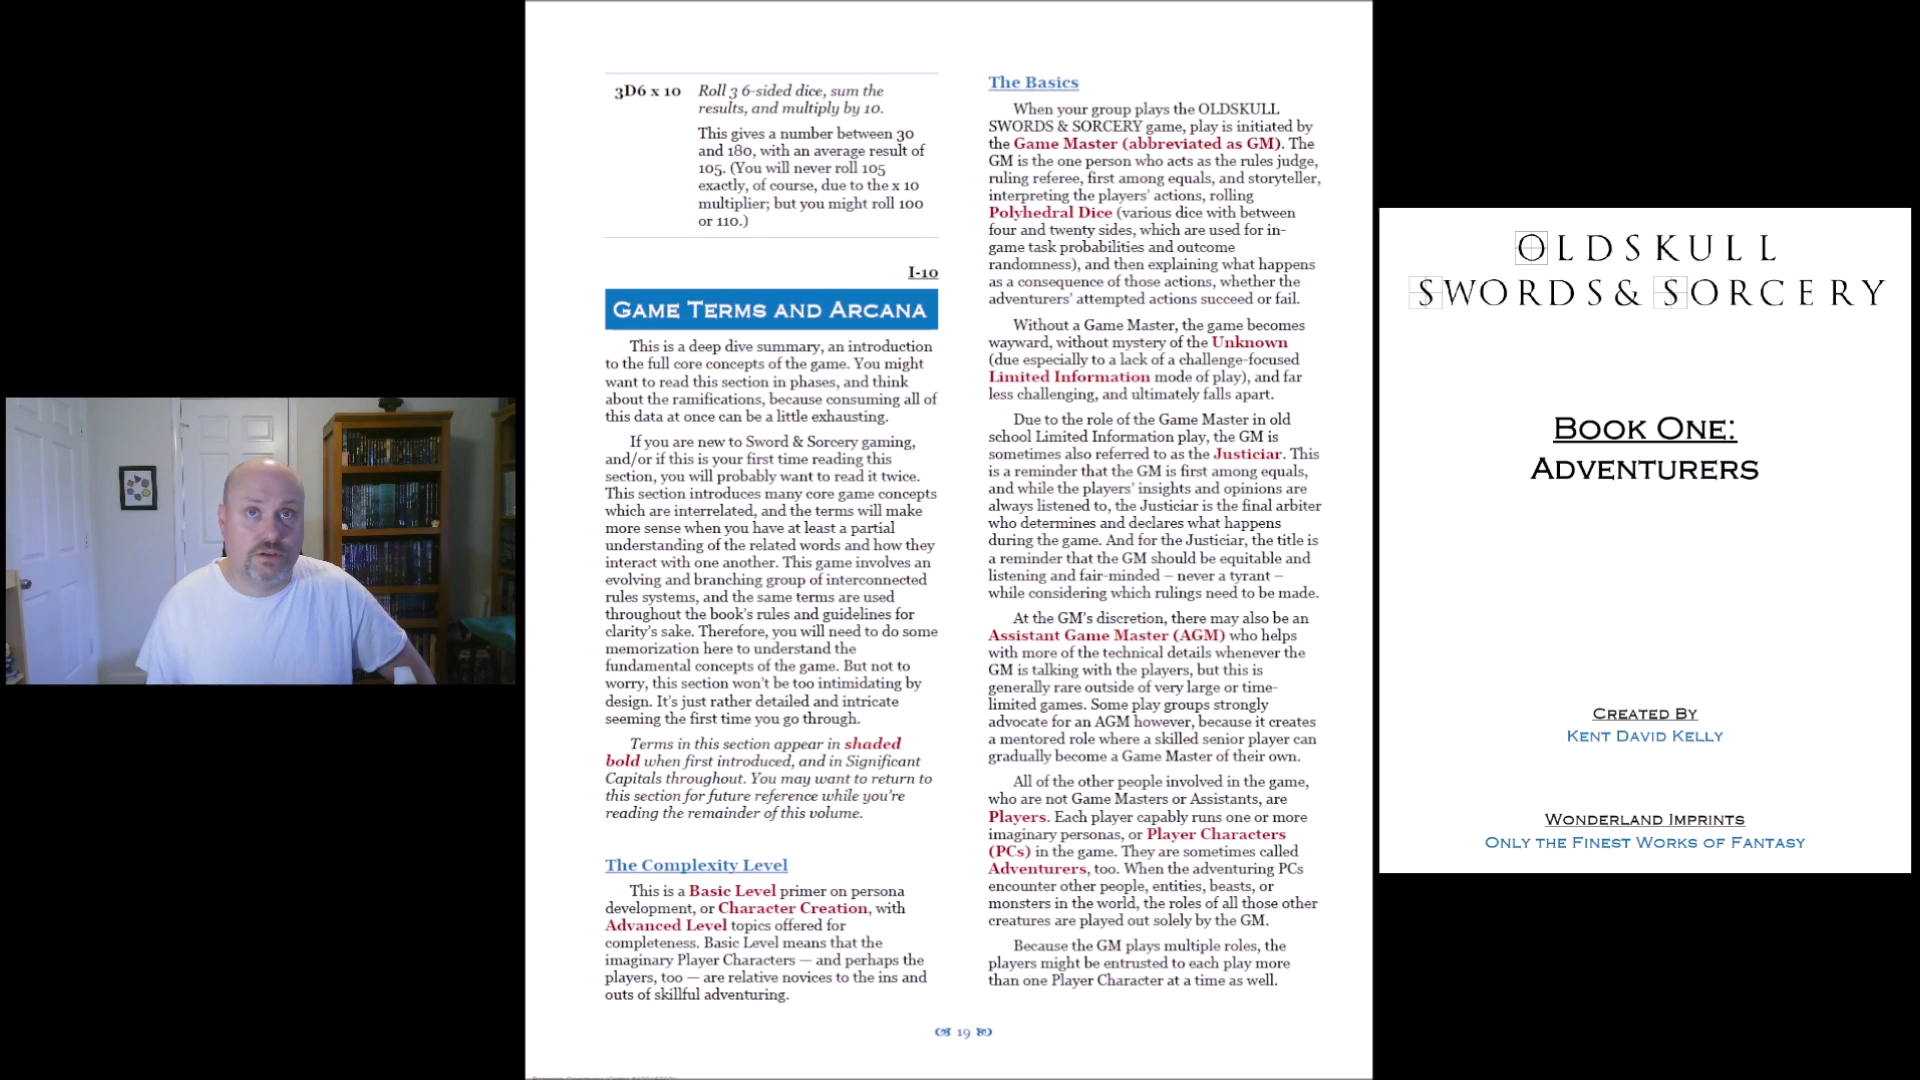 3D6 x 10
Roll 3 6-sided dice, sum the
results, and multiply by 10.
This gives a number between 30
and 180, with an average result of
105. (You will never roll 105
exactly, of course, due to the x 10
multiplier; but you might roll 100
or 110.)
I-10
GAME TERMS AND ARCANA
This is a deep dive summary, an introduction
to the full core concepts of the game. You might
want to read this section in phases, and think
about the ramifications, because consuming all of
this data at once can be a little exhausting.
If you are new to Sword & Sorcery gaming,
and/or if this is your first time reading this
section, you will probably want to read it twice.
This section introduces many core game concepts
which are interrelated, and the terms will make
more sense when you have at least a partial
understanding of the related words and how they
interact with one another. This game involves an
evolving and branching group of interconnected
rules systems, and the same terms are used
throughout the book's rules and guidelines for
clarity's sake. Therefore, you will need to do some
memorization here to understand the
fundamental concepts of the game. But not to
worry, this section won't be too intimidating by
design. It's just rather detailed and intricate
seeming the first time you go through.
Terms in this section appear in shaded
bold when first introduced, and in Significant
Capitals throughout. You may want to return to
this section for future reference while you're
reading the remainder of this volume.
The Complexity Level
This is a Basic Level primer on persona
development, or Character Creation, with
Advanced Level topics offered for
completeness. Basic Level means that the
imaginary Player Characters — and perhaps the
players, too — are relative novices to the ins and
outs of skillful adventuring.
The Basics
When your group plays the OLDSKULL
SWORDS & SORCERY game, play is initiated by
the Game Master (abbreviated as GM). The
GM is the one person who acts as the rules judge,
ruling referee, first among equals, and storyteller,
interpreting the players' actions, rolling
Polyhedral Dice (various dice with between
four and twenty sides, which are used for in-
game task probabilities and outcome
randomness), and then explaining what happens
as a consequence of those actions, whether the
adventurers' attempted actions succeed or fail.
Without a Game Master, the game becomes
wayward, without mystery of the Unknown
(due especially to a lack of a challenge-focused
Limited Information mode of play), and far
less challenging, and ultimately falls apart.
Due to the role of the Game Master in old
school Limited Information play, the GM is
sometimes also referred to as the Justiciar. This
is a reminder that the GM is first among equals,
and while the players' insights and opinions are
always listened to, the Justiciar is the final arbiter
who determines and declares what happens
during the game. And for the Justiciar, the title is
a reminder that the GM should be equitable and
listening and fair-minded – never a tyrant –
while considering which rulings need to be made.
At the GM's discretion, there may also be an
Assistant Game Master (AGM) who helps
with more of the technical details whenever the
GM is talking with the players, but this is
generally rare outside of very large or time-
limited games. Some play groups strongly
advocate for an AGM however, because it creates
a mentored role where a skilled senior player can
gradually become a Game Master of their own.
All of the other people involved in the game,
who are not Game Masters or Assistants, are
Players. Each player capably runs one or more
imaginary personas, or Player Characters
(PCs) in the game. They are sometimes called
Adventurers, too. When the adventuring PCs
encounter other people, entities, beasts, or
monsters in the world, the roles of all those other
creatures are played out solely by the GM.
Because the GM plays multiple roles, the
players might be entrusted to each play more
than one Player Character at a time as well.
19
OLDSKULL
SWORDS & SORCERY
BOOK ONE:
ADVENTURERS
CREATED BY
KENT DAVID KELLY
WONDERLAND IMPRINTS
ONLY THE FINEST WORKS OF FANTASY